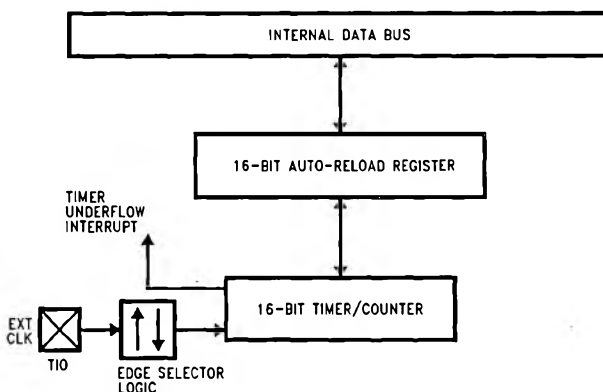 INTERNAL DATA BUS
16-BIT AUTO-RELOAD REGISTER
TIMER
UNDERFLOW
INTERRUPT
16-BIT TIMER/COUNTER
EXT
CLK
TIO
EDGE SELECTOR
LOGIC